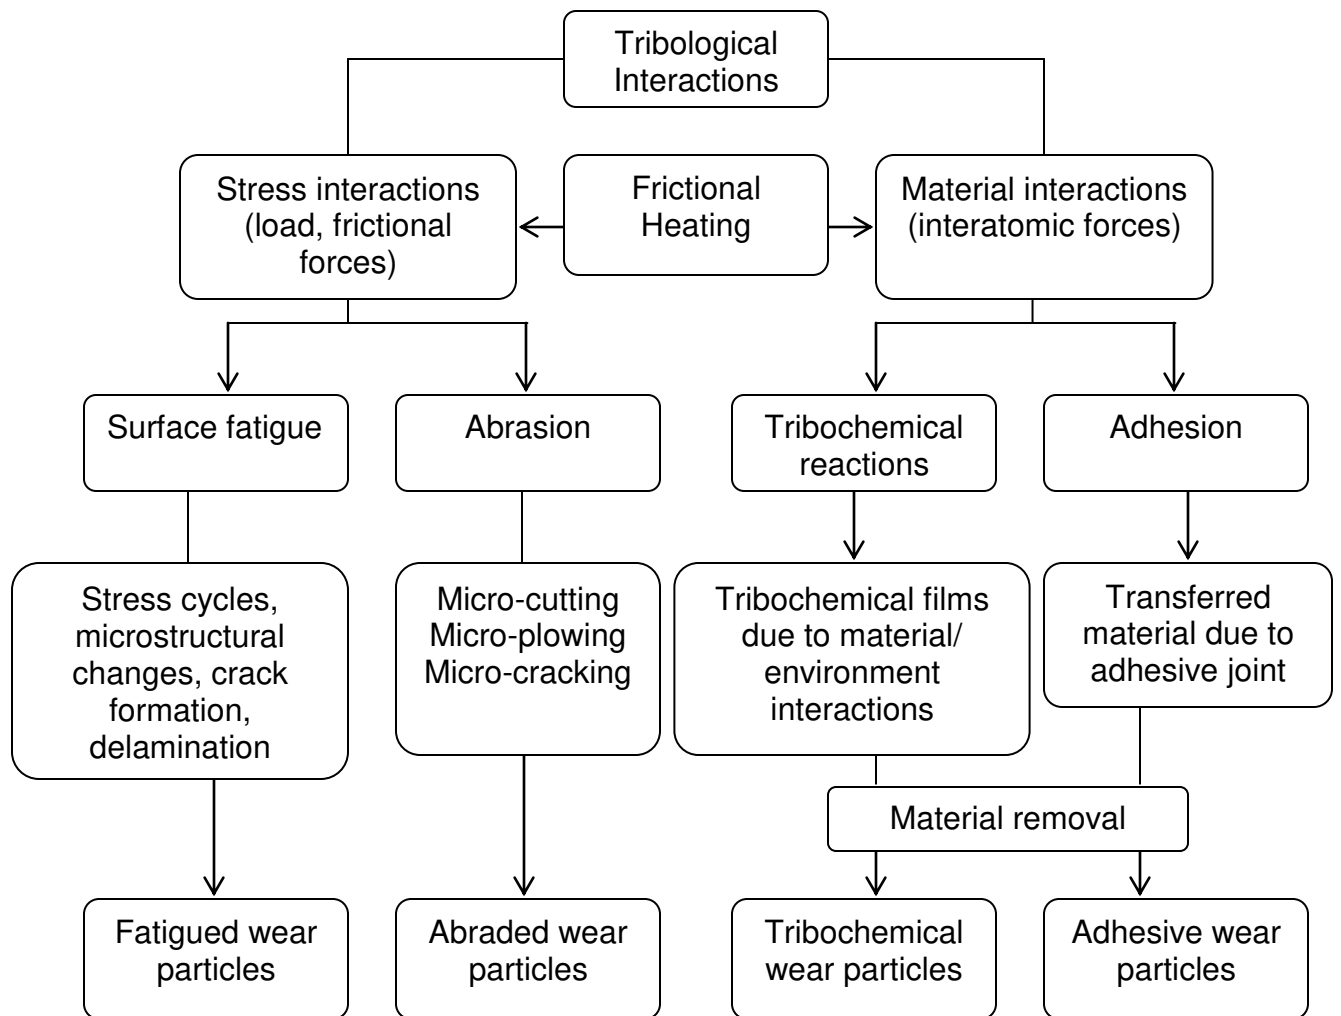 Tribological
Interactions
Stress interactions
(load, frictional
forces)
Frictional
Heating
Material interactions
(interatomic forces)
Surface fatigue
Abrasion
Tribochemical
reactions
Adhesion
Stress cycles,
microstructural
changes, crack
formation,
delamination
Micro-cutting
Micro-plowing
Micro-cracking
Tribochemical films
due to material/
environment
interactions
Transferred
material due to
adhesive joint
Material removal
Fatigued wear
particles
Abraded wear
particles
Tribochemical
wear particles
Adhesive wear
particles